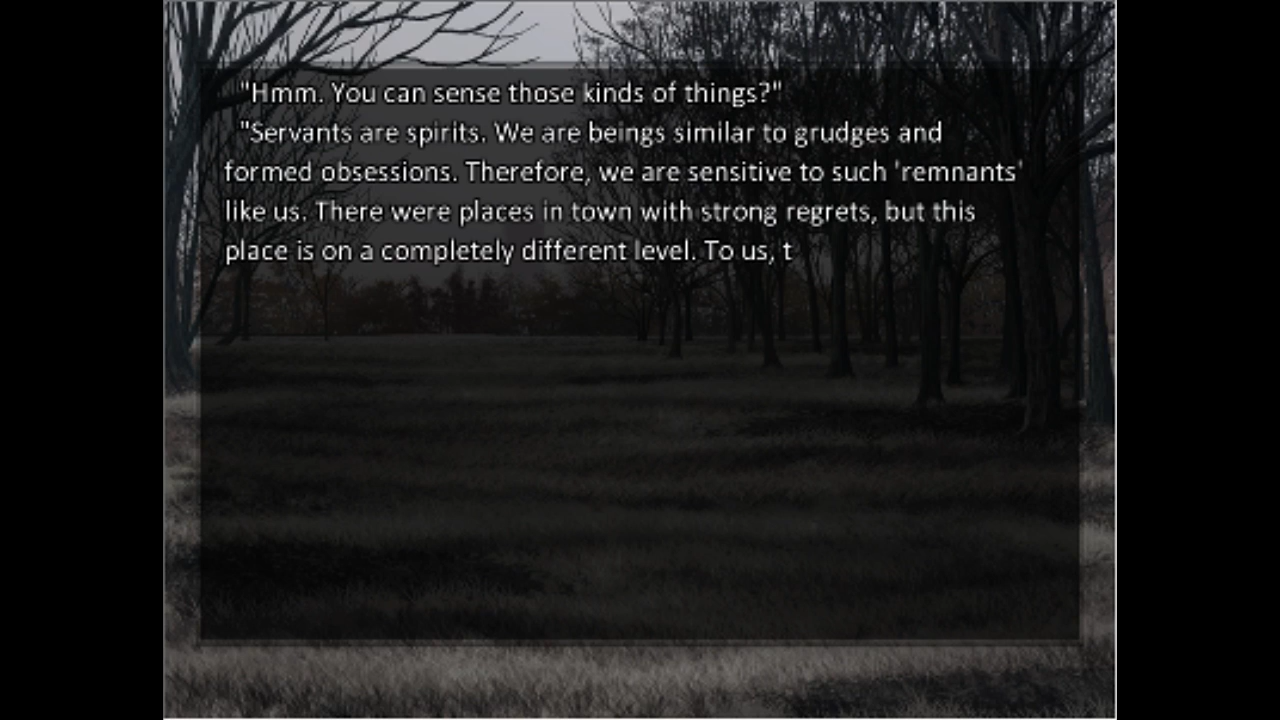 "Hmm. You can sense those kinds of things?"
"Servants are spirits. We are beings similar to grudges and
formed obsessions. Therefore, we are sensitive to such 'remnants'
like us. There were places in town with strong regrets, but this
place is on a completely different level. To us, t